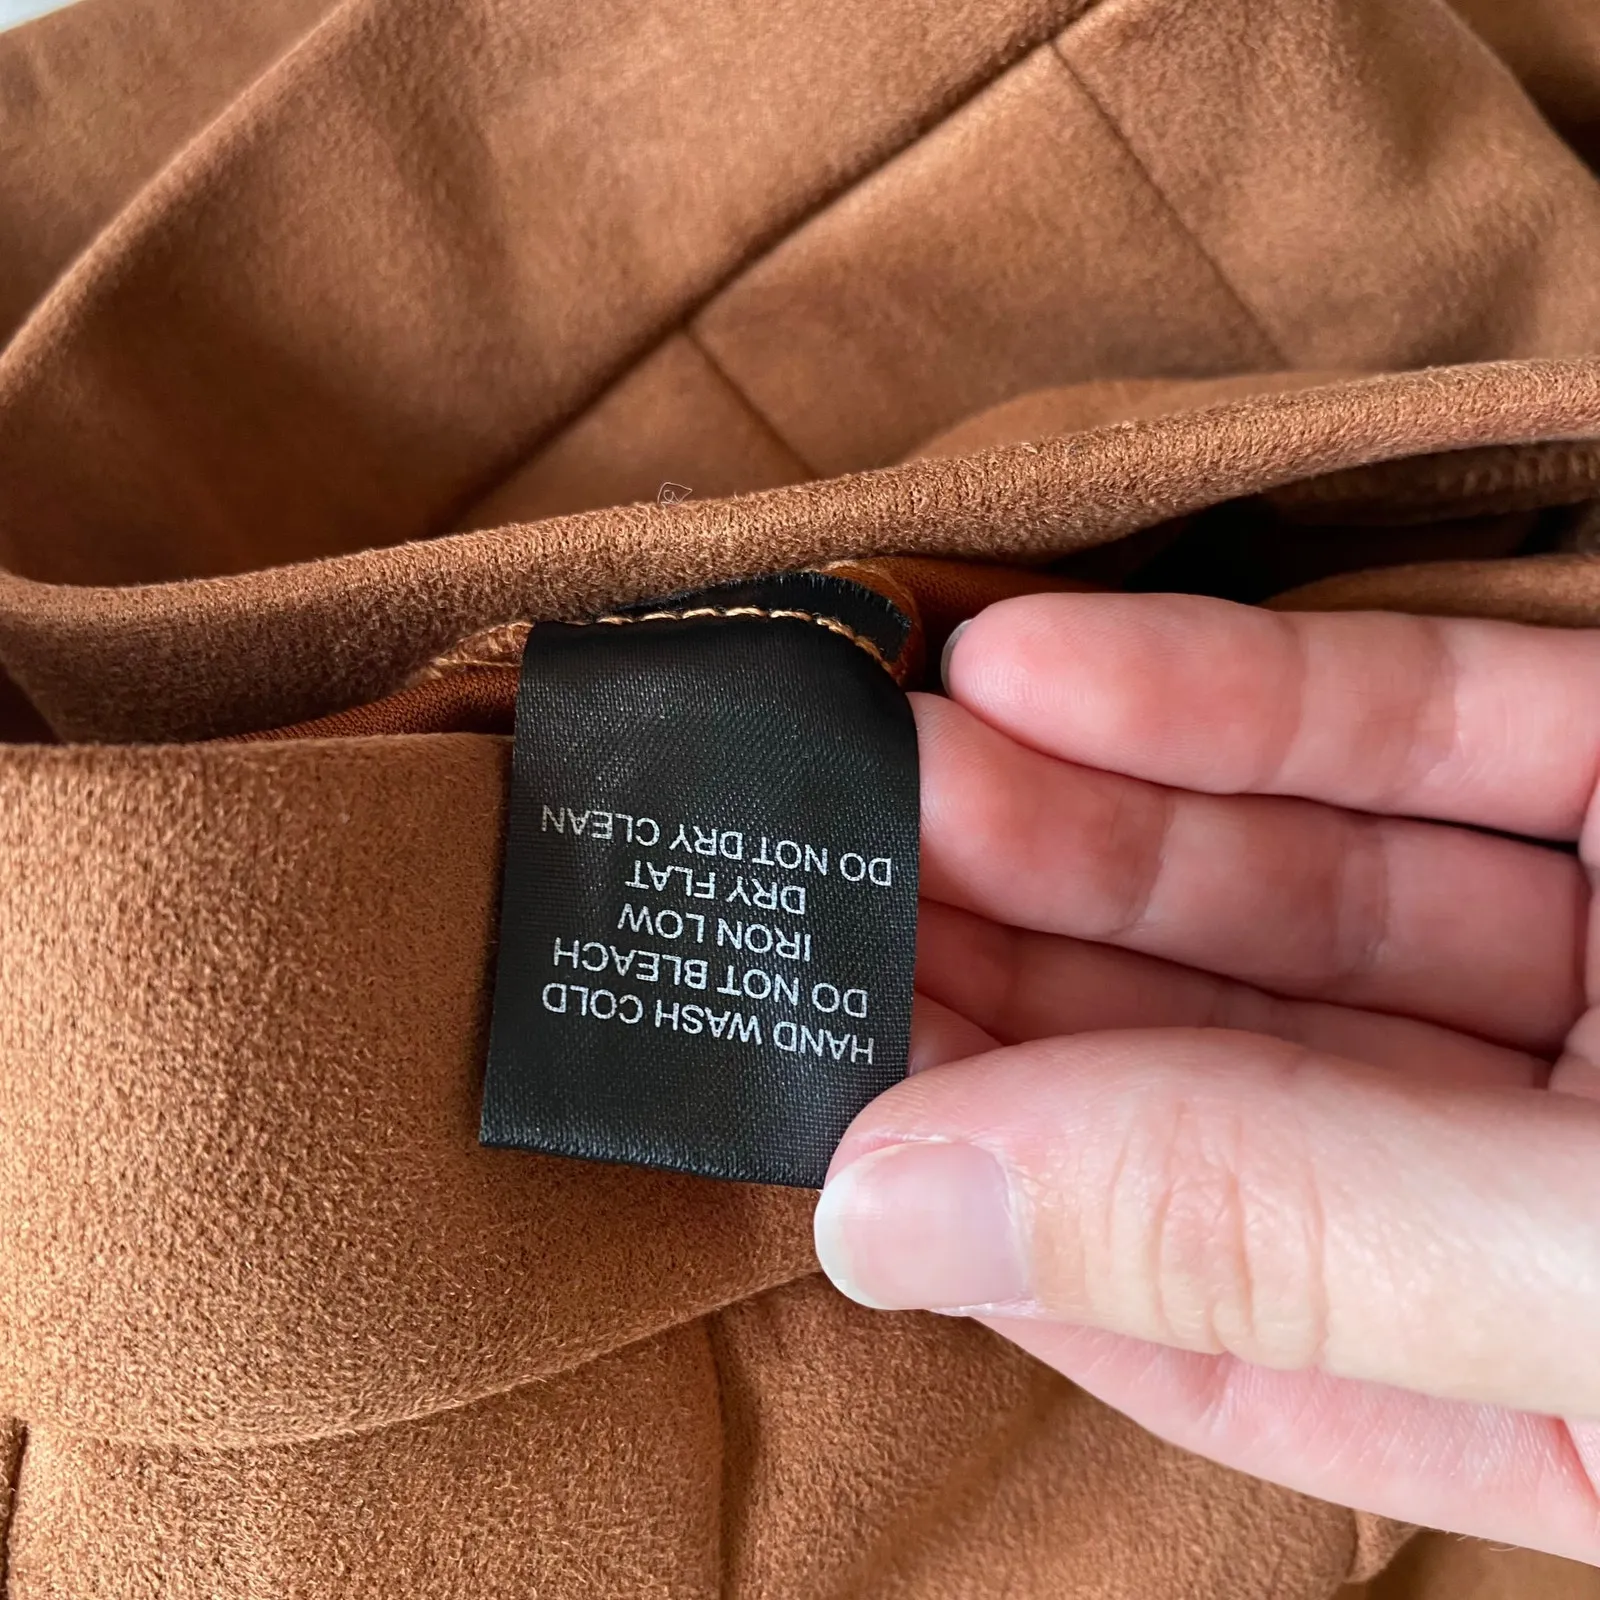 HAND WASH COLD
DO NOT BLEACH
IRON LOW
DRY FLAT
DO NOT DRY CLEAN